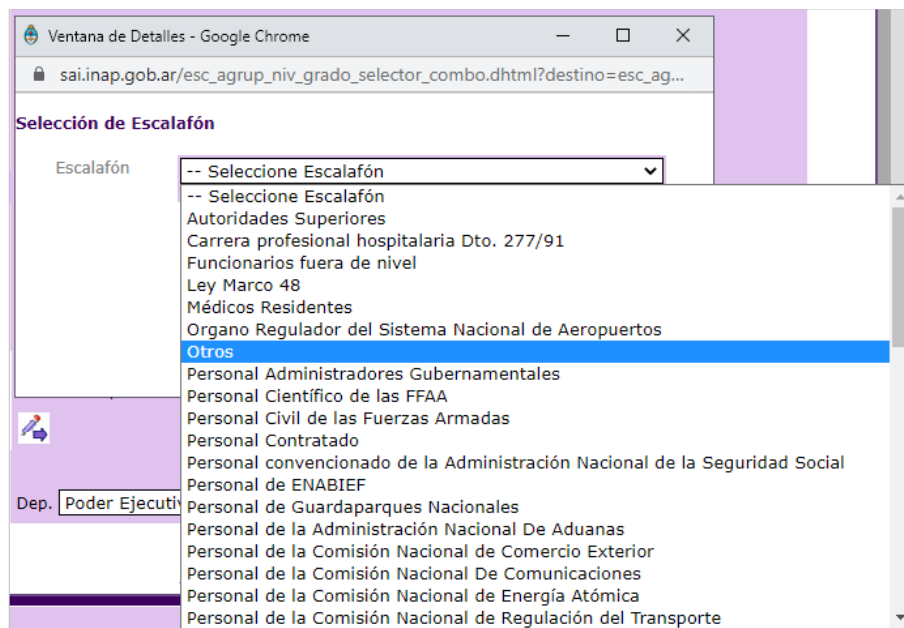 Ventana de Detalles - Google Chrome
sai.inap.gob.ar/esc_agrup_niv_grado_selector_combo.dhtml?destino=esc_ag...
Selección de Escalafón
Escalafón
-- Seleccione Escalafón
-- Seleccione Escalafón
Autoridades Superiores
Carrera profesional hospitalaria Dto. 277/91
Funcionarios fuera de nivel
Ley Marco 48
Médicos Residentes
Organo Regulador del Sistema Nacional de Aeropuertos
Otros
Personal Administradores Gubernamentales
Personal Científico de las FFAA
Personal Civil de las Fuerzas Armadas
Personal Contratado
Personal convencionado de la Administración Nacional de la Seguridad Social
Personal de ENABIEF
Personal de Guardaparques Nacionales
Dep. Poder Ejecuti
Personal de la Administración Nacional De Aduanas
Personal de la Comisión Nacional de Comercio Exterior
Personal de la Comisión Nacional De Comunicaciones
Personal de la Comisión Nacional de Energía Atómica
Personal de la Comisión Nacional de Regulación del Transporte